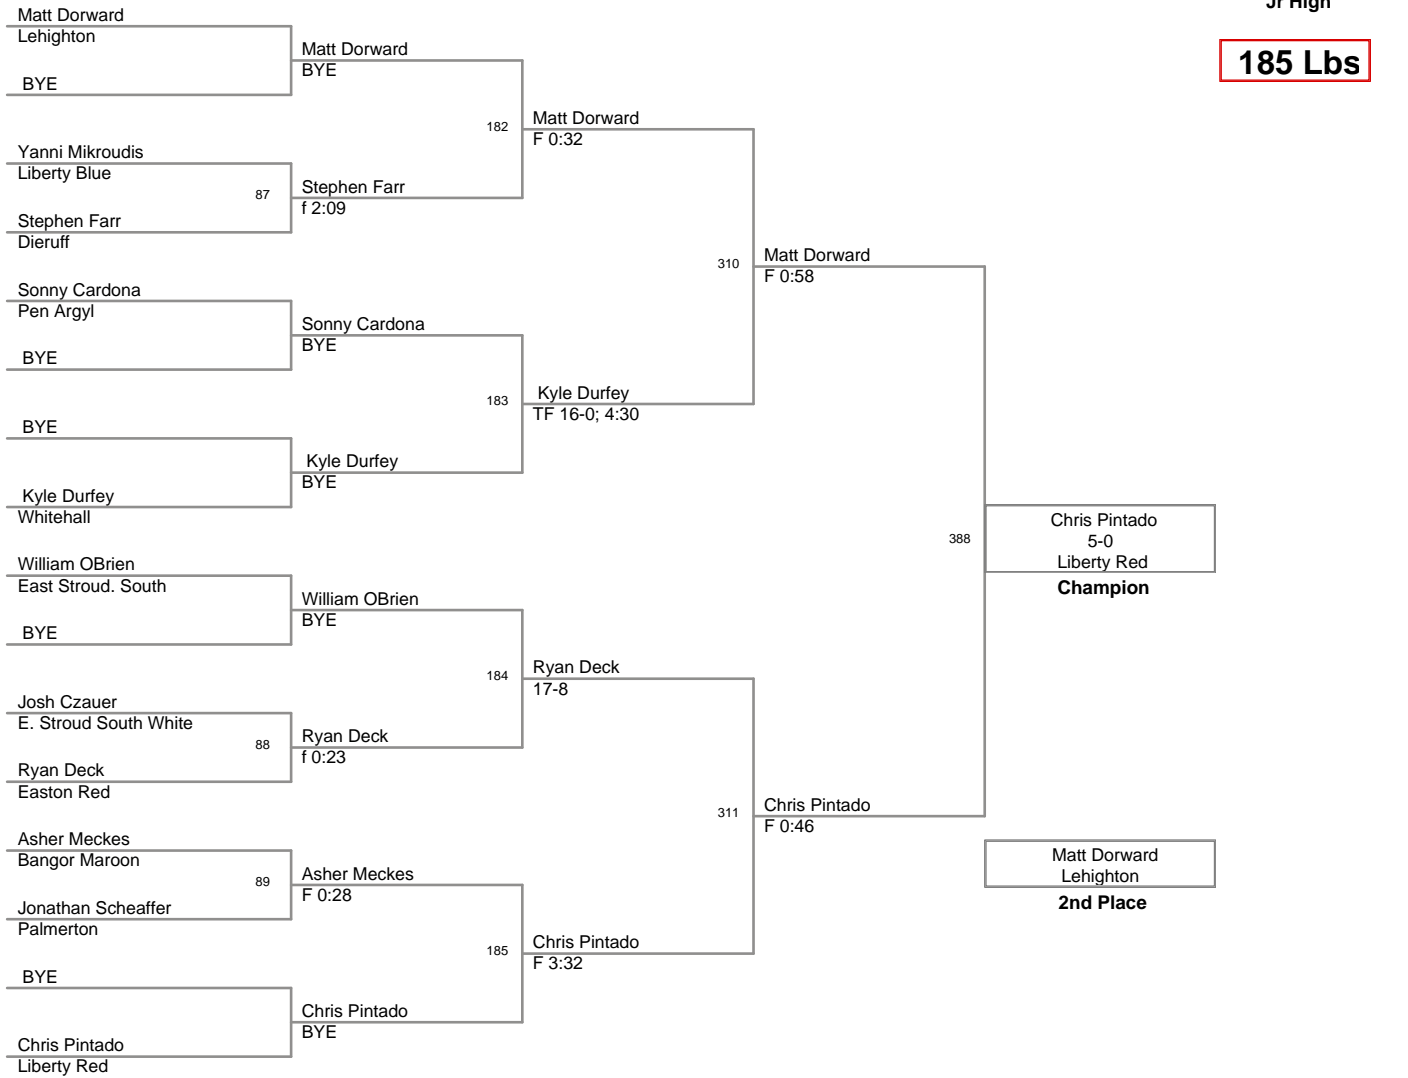 Jr High
185 Lbs
Matt Dorward
Lehighton
BYE
Yanni Mikroudis
Liberty Blue
87
Stephen Farr
Dieruff
Sonny Cardona
Pen Argyl
BYE
BYE
Kyle Durfey
Whitehall
William OBrien
East Stroud. South
BYE
Josh Czauer
E. Stroud South White
88
Ryan Deck
Easton Red
Asher Meckes
Bangor Maroon
89
Jonathan Scheaffer
Palmerton
BYE
Chris Pintado
Liberty Red
Matt Dorward
BYE
182
Stephen Farr
f 2:09
Sonny Cardona
BYE
183
Kyle Durfey
BYE
William OBrien
BYE
184
Ryan Deck
f 0:23
Asher Meckes
F 0:28
185
Chris Pintado
BYE
Matt Dorward
F 0:32
310
Kyle Durfey
TF 16-0; 4:30
Ryan Deck
17-8
311
Chris Pintado
F 3:32
Matt Dorward
F 0:58
388
Chris Pintado
F 0:46
Chris Pintado
5-0
Liberty Red
Champion
Matt Dorward
Lehighton
2nd Place